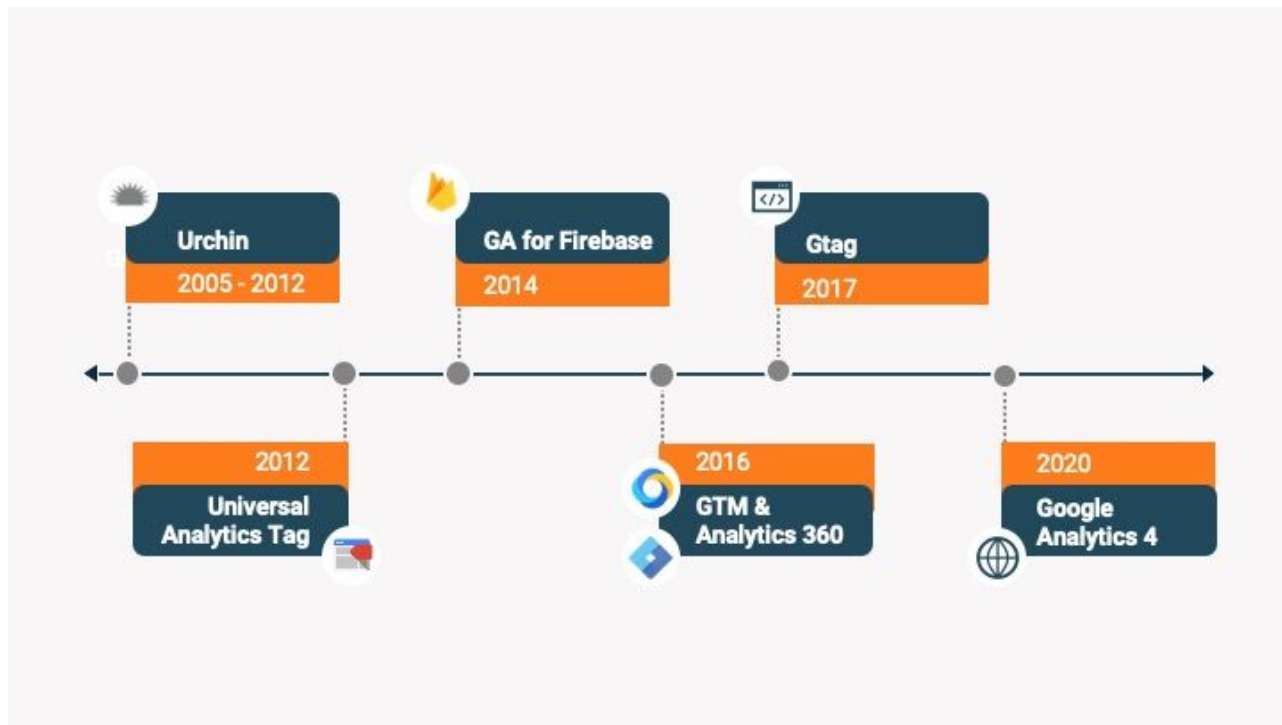 Urchin
2005 - 2012
GA for Firebase
2014
</>
Gtag
2017
2012
Universal
Analytics Tag
2016
GTM &
Analytics 360
2020
Google
Analytics 4